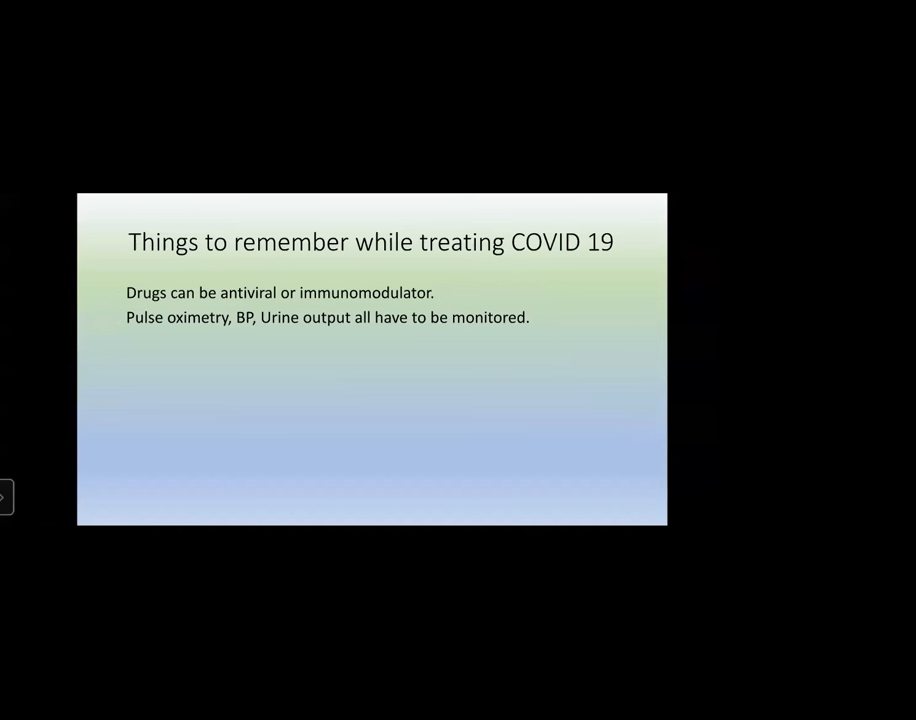 Things to remember while treating COVID 19
Drugs can be antiviral or immunomodulator.
Pulse oximetry, BP, Urine output all have to be monitored.